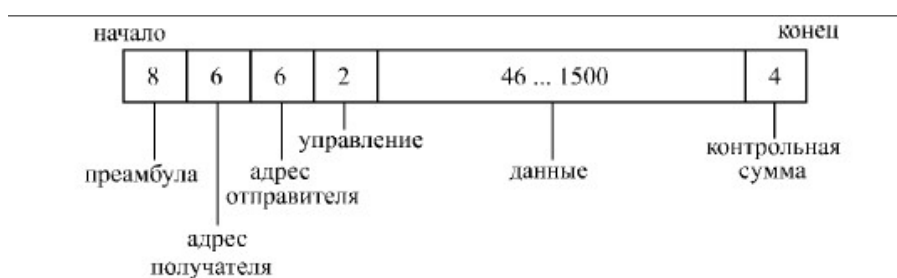 начало
конец
8 6 6 2 46 ... 1500 4
управление
преамбула
адрес
отправителя
данные
контрольная
сумма
адрес
получателя